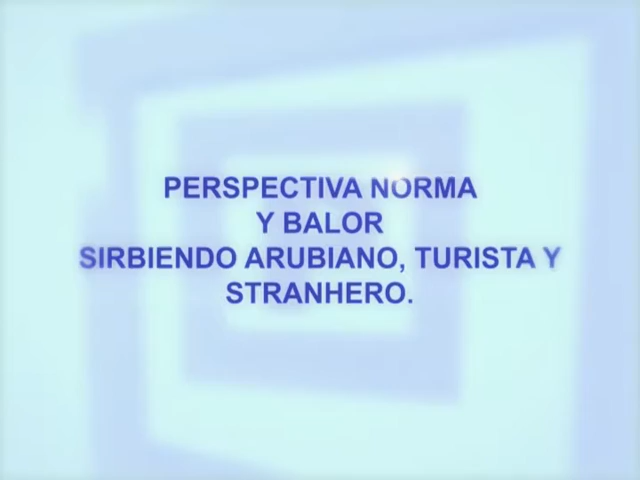 PERSPECTIVA NORMA
Y BALOR
SIRBIENDO ARUBIANO, TURISTA Y
STRANHERO.